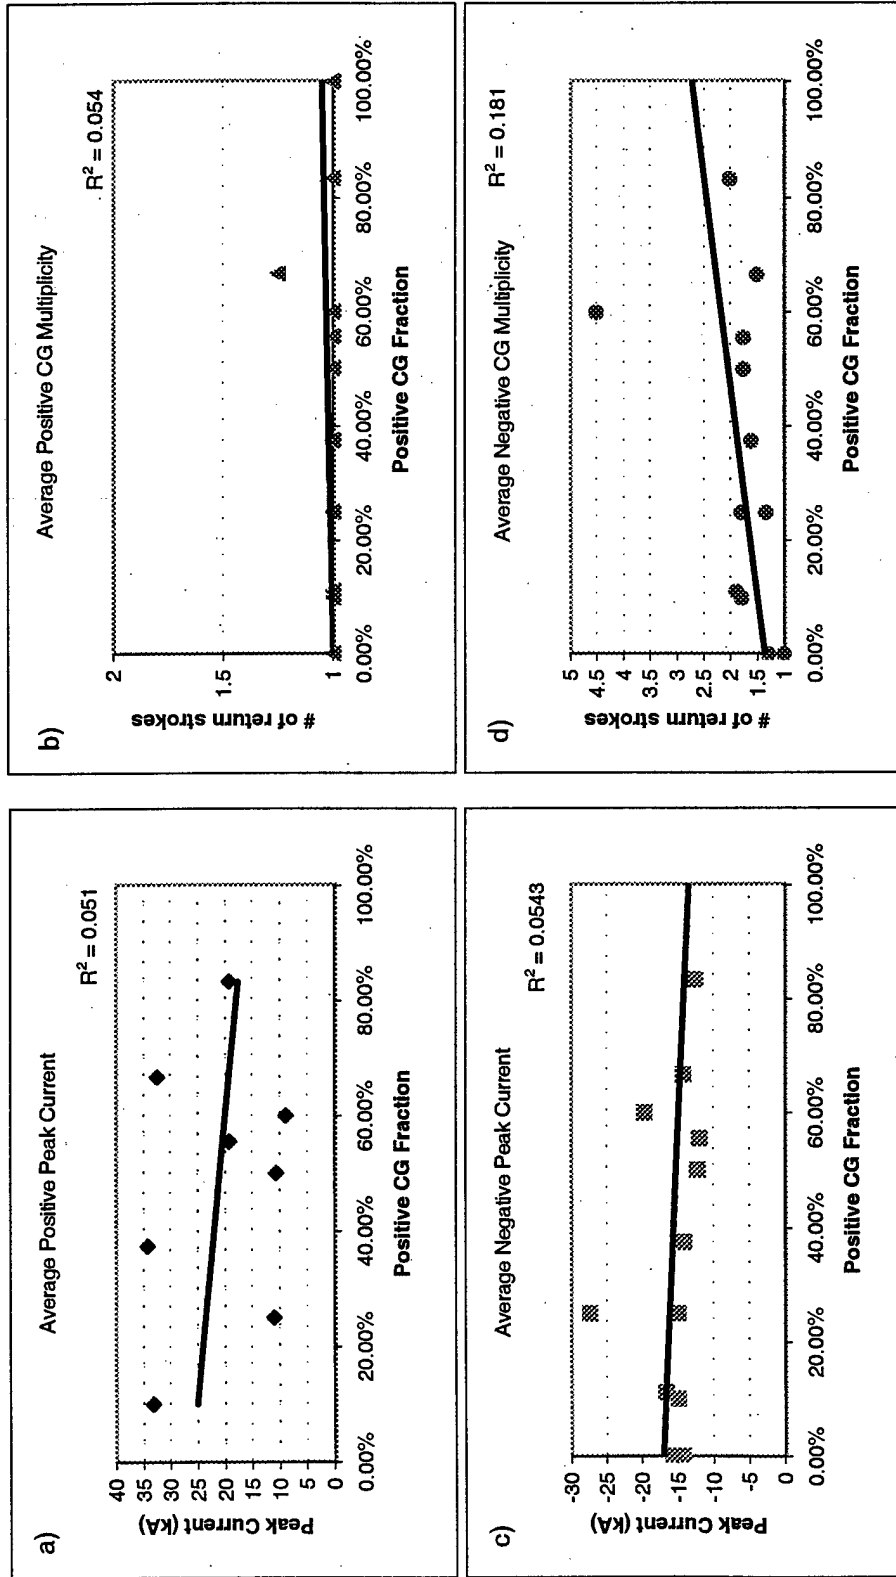 a)
Average Positive Peak Current
R² = 0.051
Peak Current (kA)
40
35
30
25
20
15
10
5
0
0.00%
20.00%
40.00%
60.00%
80.00%
100.00%
Positive CG Fraction
b)
Average Positive CG Multiplicity
R² = 0.054
# of return strokes
2
1.5
1
0.00%
20.00%
40.00%
60.00%
80.00%
100.00%
Positive CG Fraction
c)
Average Negative Peak Current
R² = 0.0543
Peak Current (kA)
-30
-25
-20
-15
-10
-5
0
0.00%
20.00%
40.00%
60.00%
80.00%
100.00%
Positive CG Fraction
d)
Average Negative CG Multiplicity
R² = 0.181
# of return strokes
5
4.5
4
3.5
3
2.5
2
1.5
1
0.00%
20.00%
40.00%
60.00%
80.00%
100.00%
Positive CG Fraction